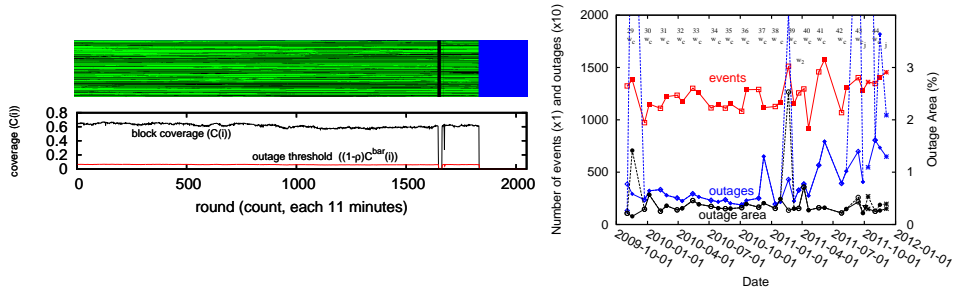 coverage (C(i))
0.8
0.6
0.4
0.2
0
block coverage (C(i))
outage threshold ((1-ρ)C^bar(i))
0 500 1000 1500 2000
round (count, each 11 minutes)
Number of events (x1) and outages (x10)
2000
1500
1000
500
0
29 30 31 32 33 34 35 36 37 38 39 40 41 42 43 44
w c w c w c w c w c w c w c w c w c w c w c w c w c w c
w 2
j
events
outages
outage area
3
2
1
0
Outage Area (%)
2009-10-01
2010-01-01
2010-04-01
2010-07-01
2010-10-01
2011-01-01
2011-04-01
2011-07-01
2011-10-01
2012-01-01
Date